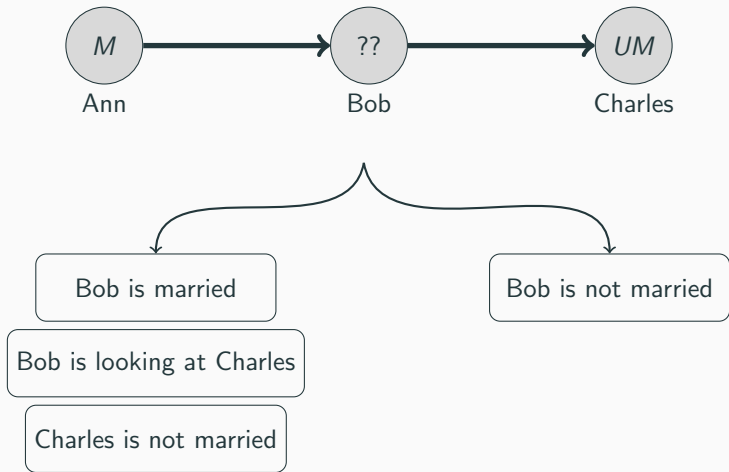 M ?? UM
Ann Bob Charles
Bob is married
Bob is not married
Bob is looking at Charles
Charles is not married